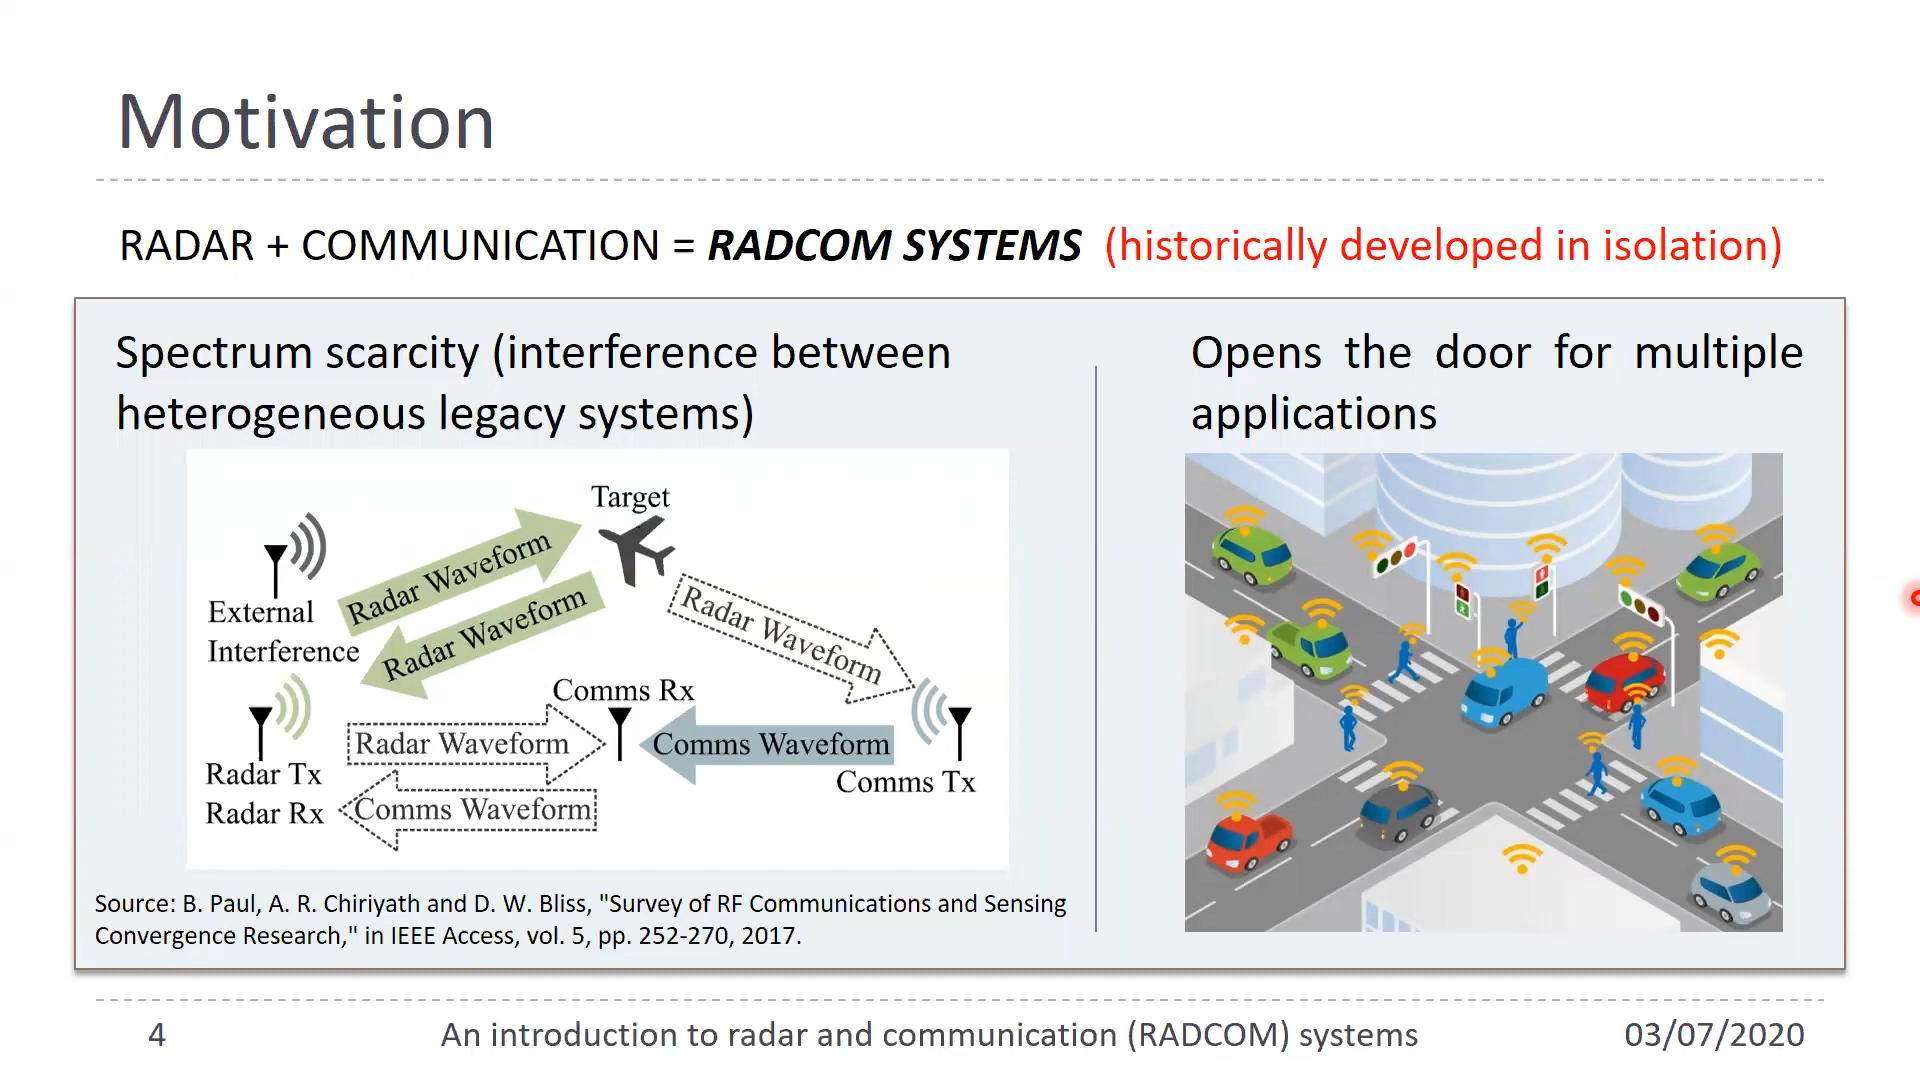 Motivation
RADAR + COMMUNICATION = RADCOM SYSTEMS (historically developed in isolation)
Spectrum scarcity (interference between
heterogeneous legacy systems)
Target
Radar Waveform
Radar Waveform
Radar Waveform
External
Interference
Comms Rx
Radar Waveform
Comms Waveform
Radar Tx
Radar Rx
Comms Tx
Comms Waveform
Source: B. Paul, A. R. Chiriyath and D. W. Bliss, "Survey of RF Communications and Sensing
Convergence Research," in IEEE Access, vol. 5, pp. 252-270, 2017.
Opens the door for multiple
applications
4
An introduction to radar and communication (RADCOM) systems
03/07/2020